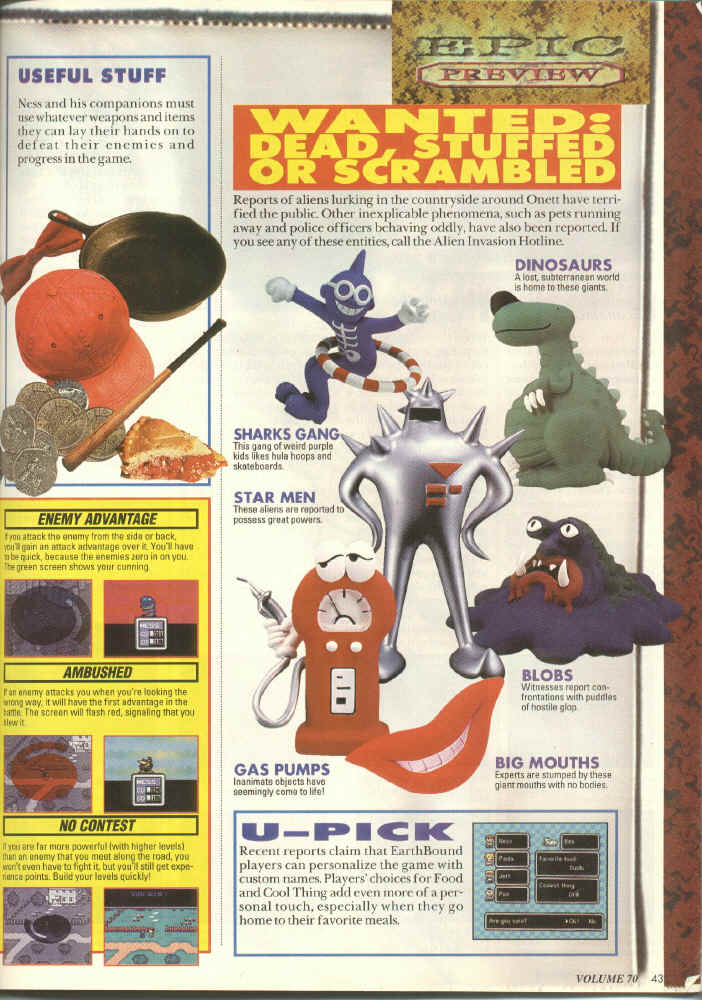 EPIC
PREVIEW
USEFUL STUFF
Ness and his companions must
use whatever weapons and items
they can lay their hands on to
defeat their enemies and
progress in the game.
WANTED:
DEAD, STUFFED
OR SCRAMBLED
Reports of aliens lurking in the countryside around Onett have terri-
fied the public. Other inexplicable phenomena, such as pets running
away and police officers behaving oddly, have also been reported. If
you see any of these entities, call the Alien Invasion Hotline.
DINOSAURS
A lost, subterranean world
is home to these giants.
SHARKS GANG
This gang of weird purple
kids likes hula hoops and
skateboards.
STAR MEN
These aliens are reported to
possess great powers.
BLOBS
Witnesses report con-
frontations with puddles
of hostile glop.
GAS PUMPS
Inanimate objects have
seemingly come to life!
BIG MOUTHS
Experts are stumped by these
giant mouths with no bodies.
ENEMY ADVANTAGE
If you attack the enemy from the side or back,
you'll gain an attack advantage over it. You'll have
to be quick, because the enemies zero in on you.
The green screen shows your cunning.
AMBUSHED
If an enemy attacks you when you're looking the
wrong way, it will have the first advantage in the
battle. The screen will flash red, signaling that you
blew it.
NO CONTEST
If you are far more powerful (with higher levels)
than an enemy that you meet along the road, you
won't even have to fight it, but you'll still get expe-
rience points. Build your levels quickly!
U-PICK
Recent reports claim that EarthBound
players can personalize the game with
custom names. Players' choices for Food
and Cool Thing add even more of a per-
sonal touch, especially when they go
home to their favorite meals.
Ness
Paula
Jeff
Poo
Favorite food
Coolest thing
Are you sure?
VOLUME 70 43